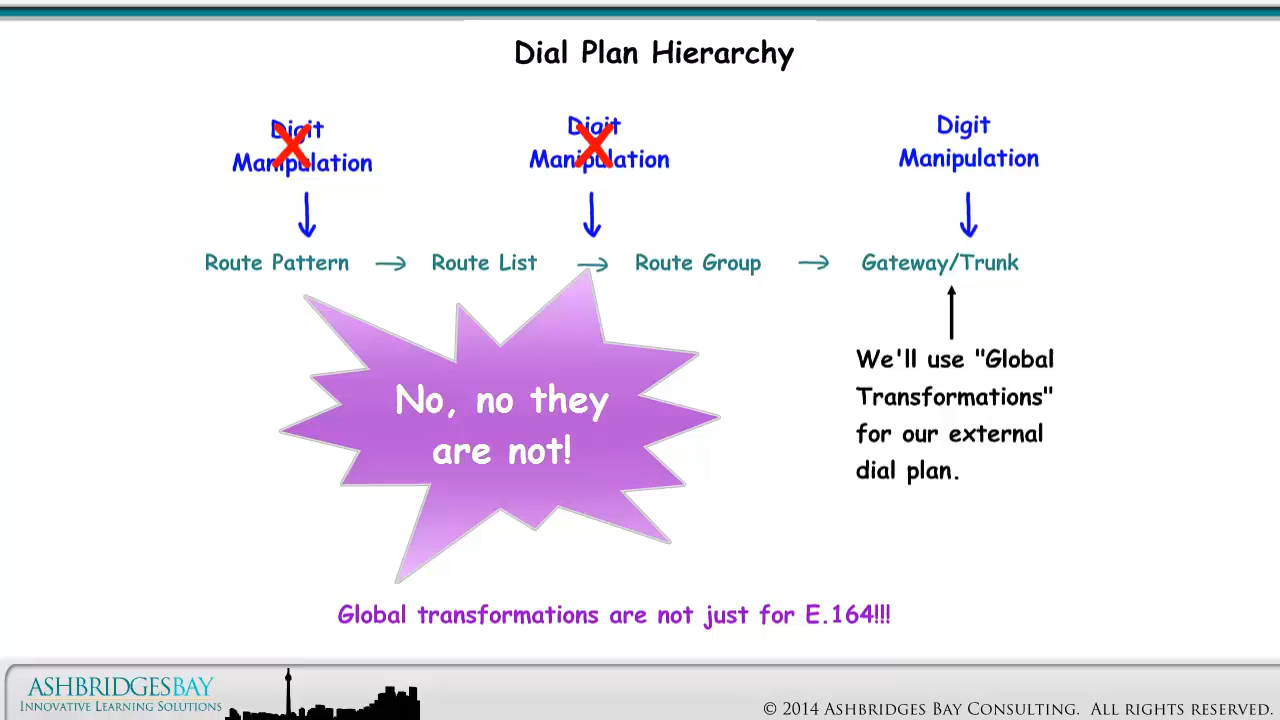 Dial Plan Hierarchy
Digit
Manipulation
Digit
Manipulation
Digit
Manipulation
Route Pattern → Route List → Route Group → Gateway/Trunk
No, no they
are not!
We'll use "Global
Transformations"
for our external
dial plan.
Global transformations are not just for E.164!!!
ASHBRIDGESBAY
INNOVATIVE LEARNING SOLUTIONS
© 2014 ASHBRIDGES BAY CONSULTING. ALL RIGHTS RESERVED.